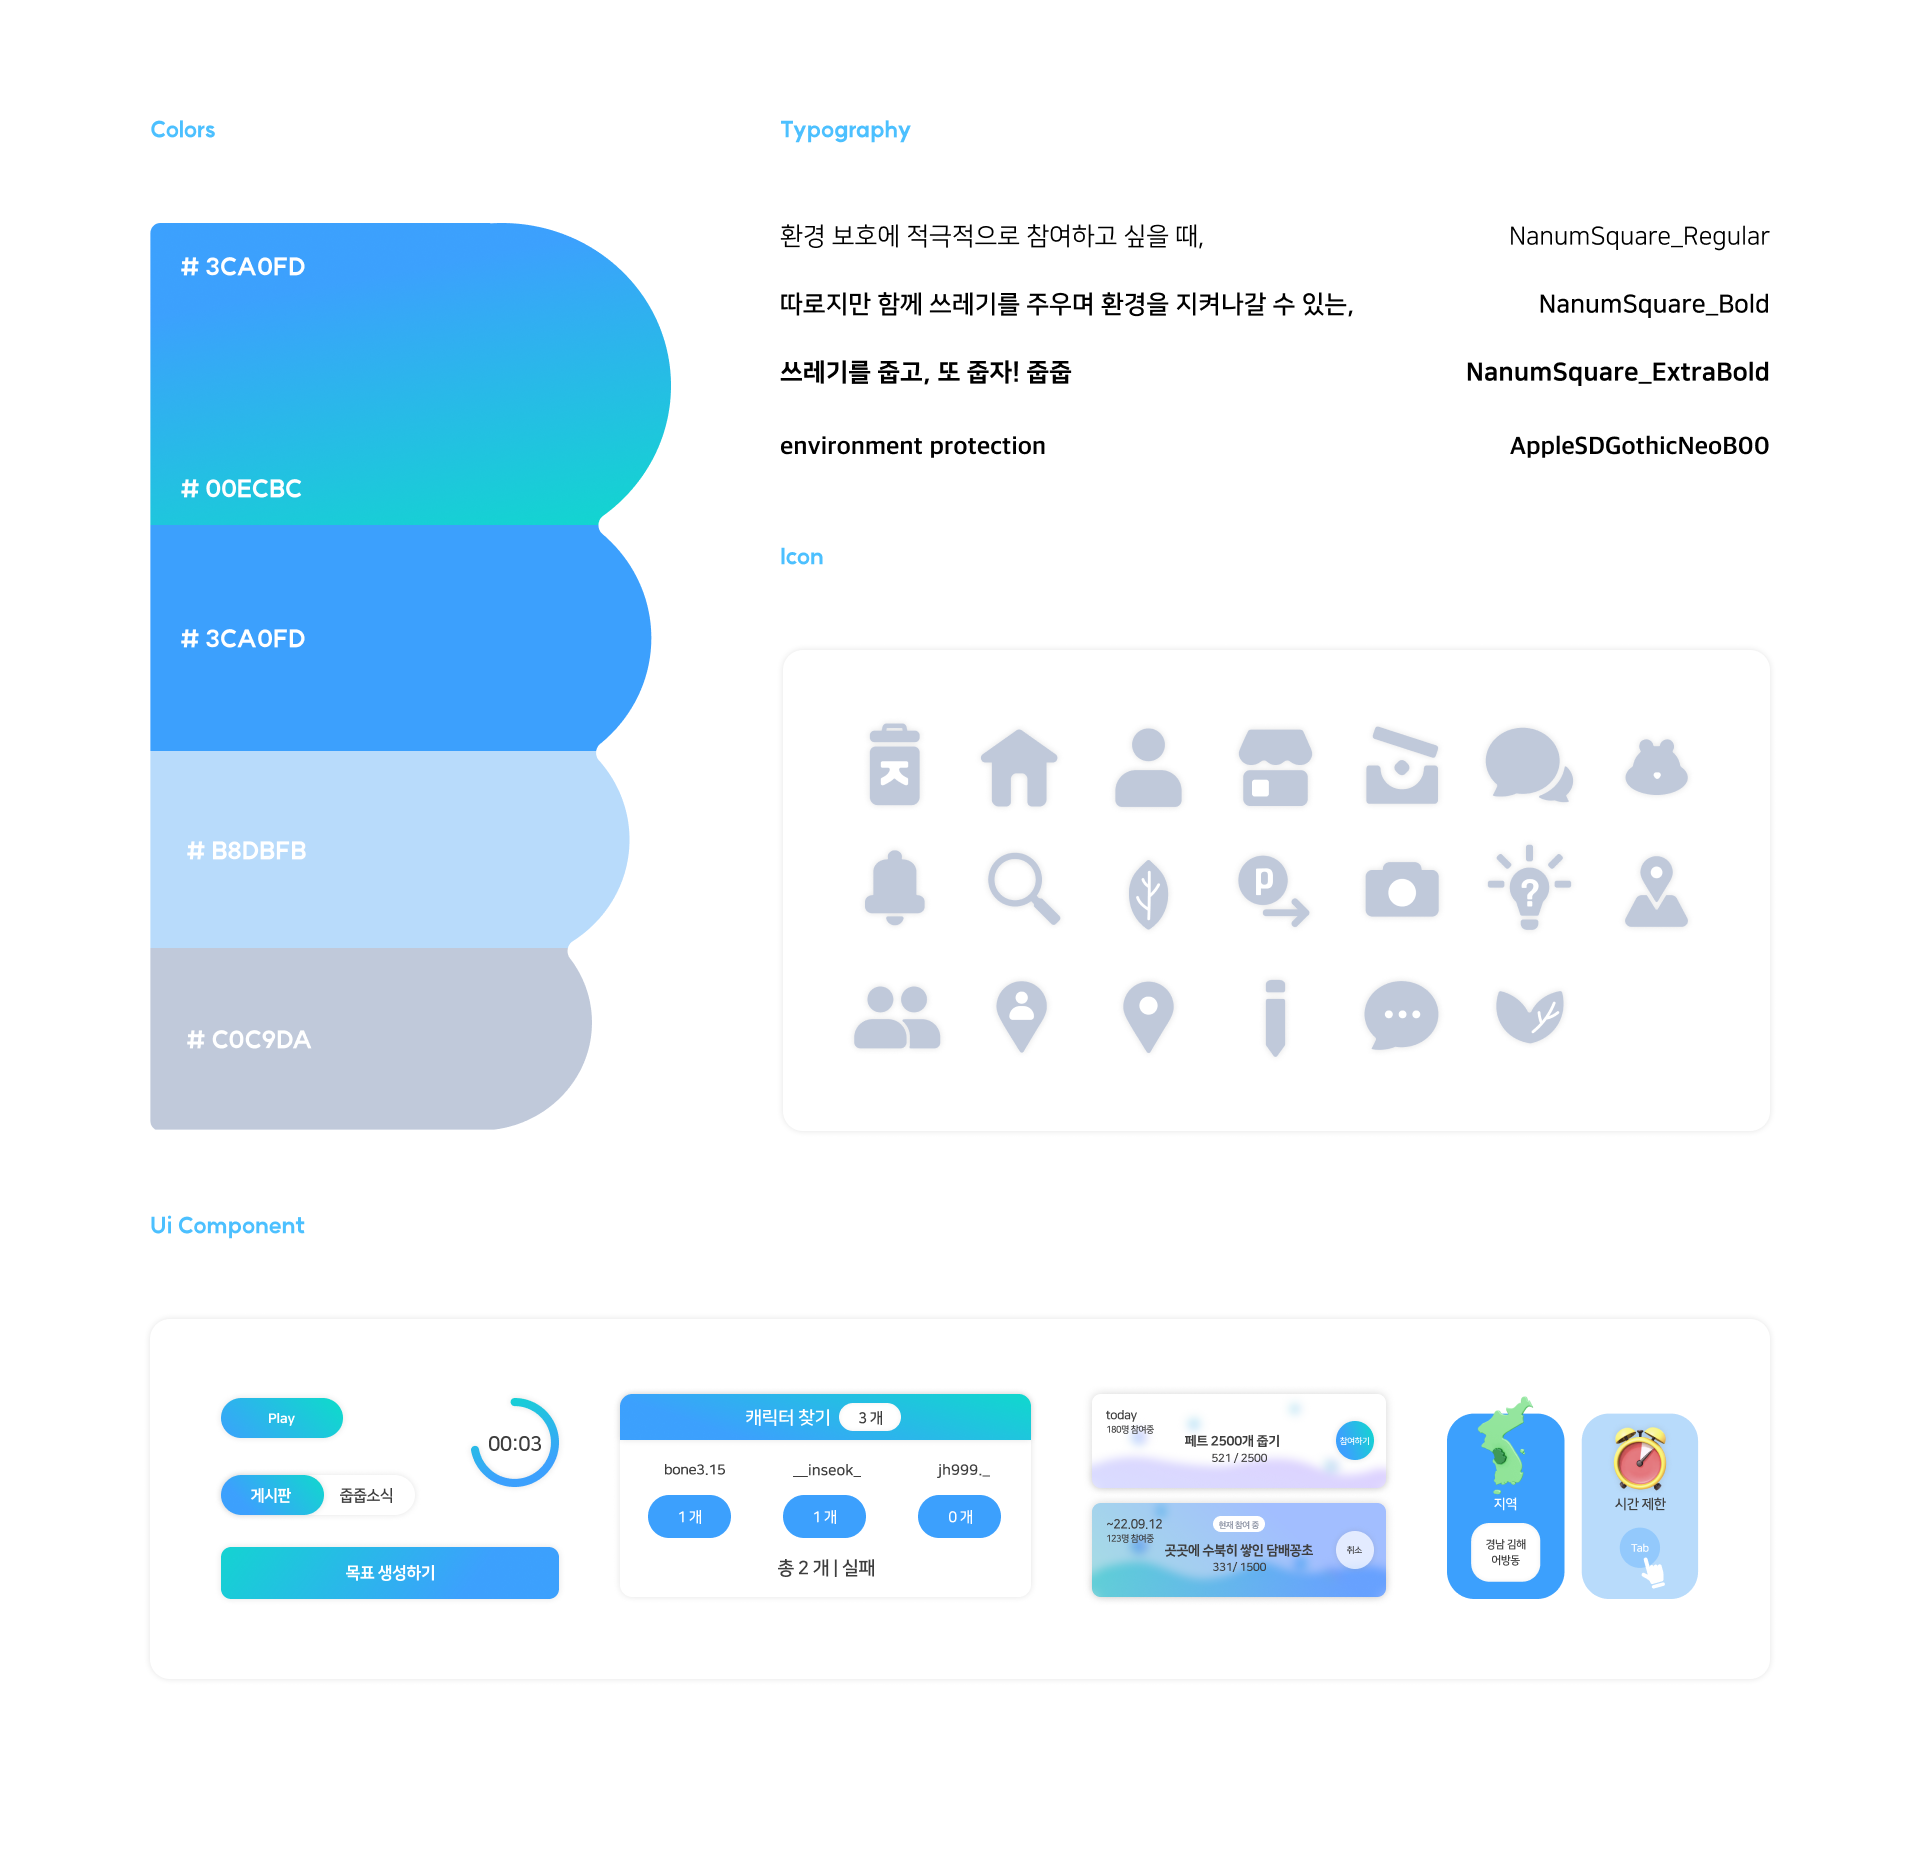 Colors
# 3CA0FD
# 00ECBC
# 3CA0FD
# B8DBFB
# C0C9DA
Typography
환경 보호에 적극적으로 참여하고 싶을 때,
NanumSquare_Regular
따로지만 함께 쓰레기를 주우며 환경을 지켜나갈 수 있는,
NanumSquare_Bold
쓰레기를 줍고, 또 줍자! 줍줍
NanumSquare_ExtraBold
environment protection
AppleSDGothicNeoB00
Icon
P
?
Ui Component
Play
00:03
게시판
줍줍소식
목표 생성하기
캐릭터 찾기
3 개
bone3.15
__inseok_
jh999._
1 개
1 개
0 개
총 2 개 | 실패
today
180명 참여중
페트 2500개 줍기
521 / 2500
참여하기
~22.09.12
123명 참여중
현재 참여 중
곳곳에 수북히 쌓인 담배꽁초
331/ 1500
취소
지역
경남 김해
어방동
시간 제한
Tab